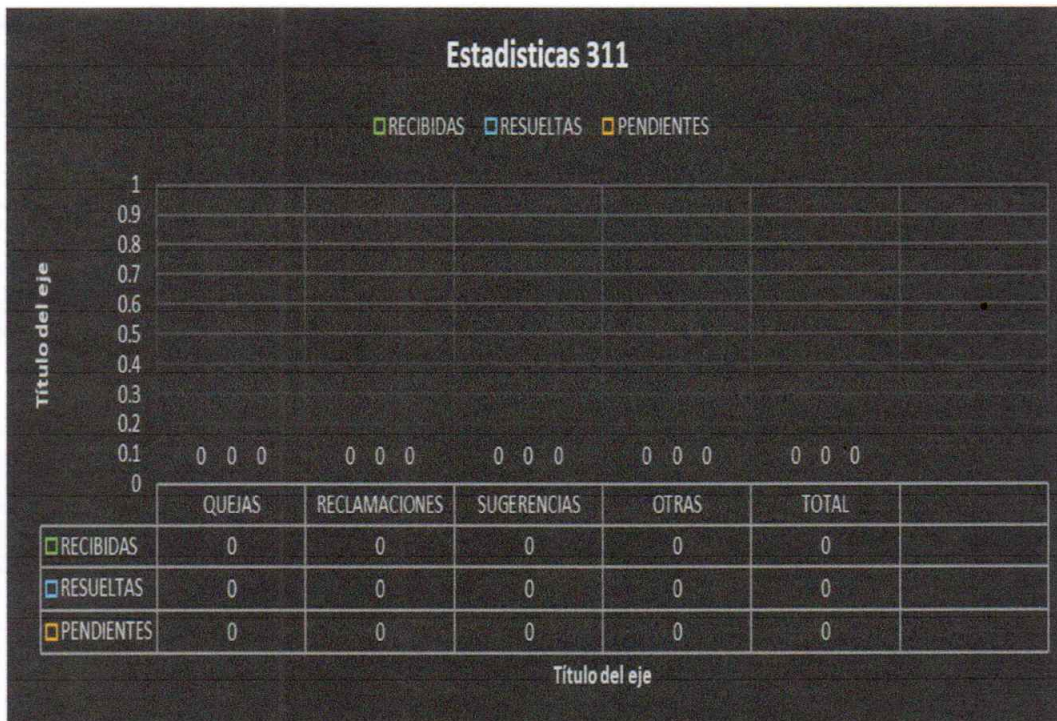 Estadisticas 311
RECIBIDAS RESUELTAS PENDIENTES
Título del eje
1
0.9
0.8
0.7
0.6
0.5
0.4
0.3
0.2
0.1
0
0 0 0 0 0 0 0 0 0 0 0 0 0 0 0
QUEJAS RECLAMACIONES SUGERENCIAS OTRAS TOTAL
RECIBIDAS 0 0 0 0 0
RESUELTAS 0 0 0 0 0
PENDIENTES 0 0 0 0 0
Título del eje